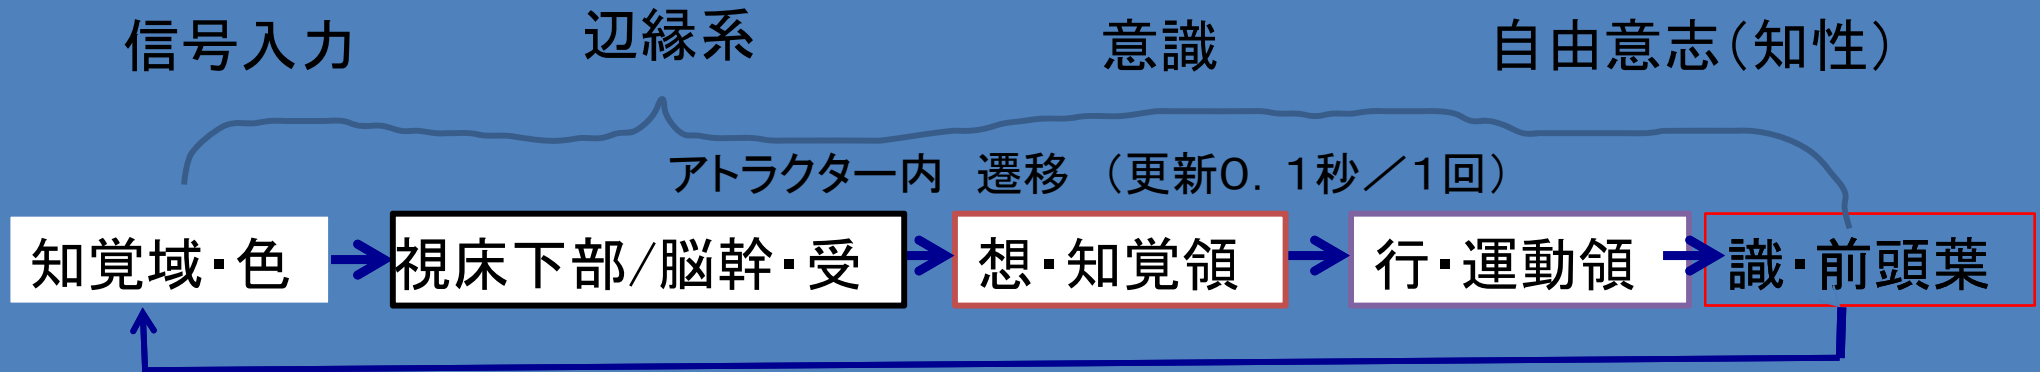 信号入力 辺縁系 意識 自由意志(知性)
アトラクター内 遷移 (更新0.1秒/1回)
知覚域・色 視床下部/脳幹・受 想・知覚領 行・運動領 識・前頭葉